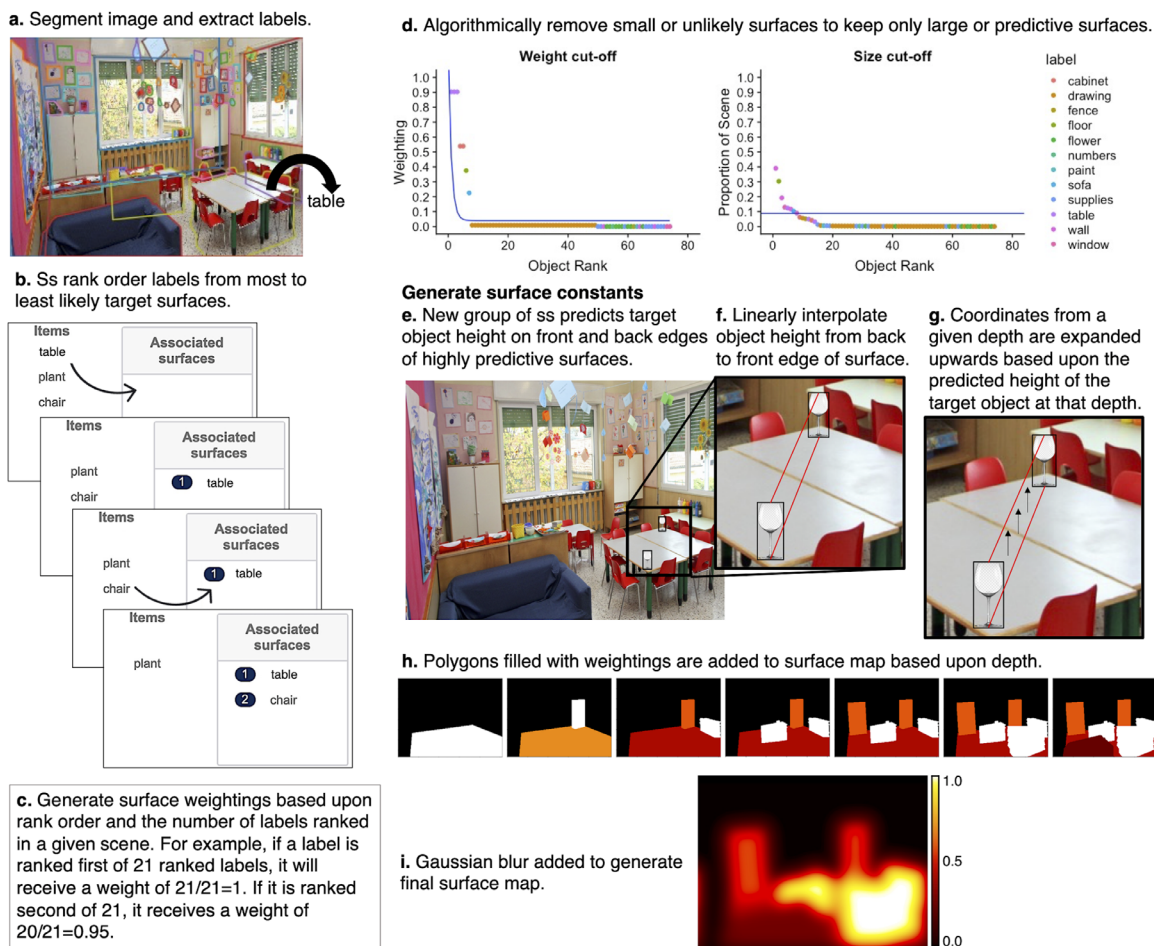 a. Segment image and extract labels.
table
b. Ss rank order labels from most to
least likely target surfaces.
Items
table
plant
chair
Associated
surfaces
Items
plant
chair
Associated
surfaces
1 table
Items
plant
chair
Associated
surfaces
1 table
Items
plant
Associated
surfaces
1 table
2 chair
c. Generate surface weightings based upon
rank order and the number of labels ranked
in a given scene. For example, if a label is
ranked first of 21 ranked labels, it will
receive a weight of 21/21=1. If it is ranked
second of 21, it receives a weight of
20/21=0.95.
d. Algorithmically remove small or unlikely surfaces to keep only large or predictive surfaces.
Weight cut-off
Weighting
1.0
0.9
0.8
0.7
0.6
0.5
0.4
0.3
0.2
0.1
0.0
0 20 40 60 80
Object Rank
Size cut-off
Proportion of Scene
1.0
0.9
0.8
0.7
0.6
0.5
0.4
0.3
0.2
0.1
0.0
0 20 40 60 80
Object Rank
label
cabinet
drawing
fence
floor
flower
numbers
paint
sofa
supplies
table
wall
window
Generate surface constants
e. New group of ss predicts target
object height on front and back edges
of highly predictive surfaces.
f. Linearly interpolate
object height from back
to front edge of surface.
g. Coordinates from a
given depth are expanded
upwards based upon the
predicted height of the
target object at that depth.
h. Polygons filled with weightings are added to surface map based upon depth.
i. Gaussian blur added to generate
final surface map.
1.0
0.5
0.0